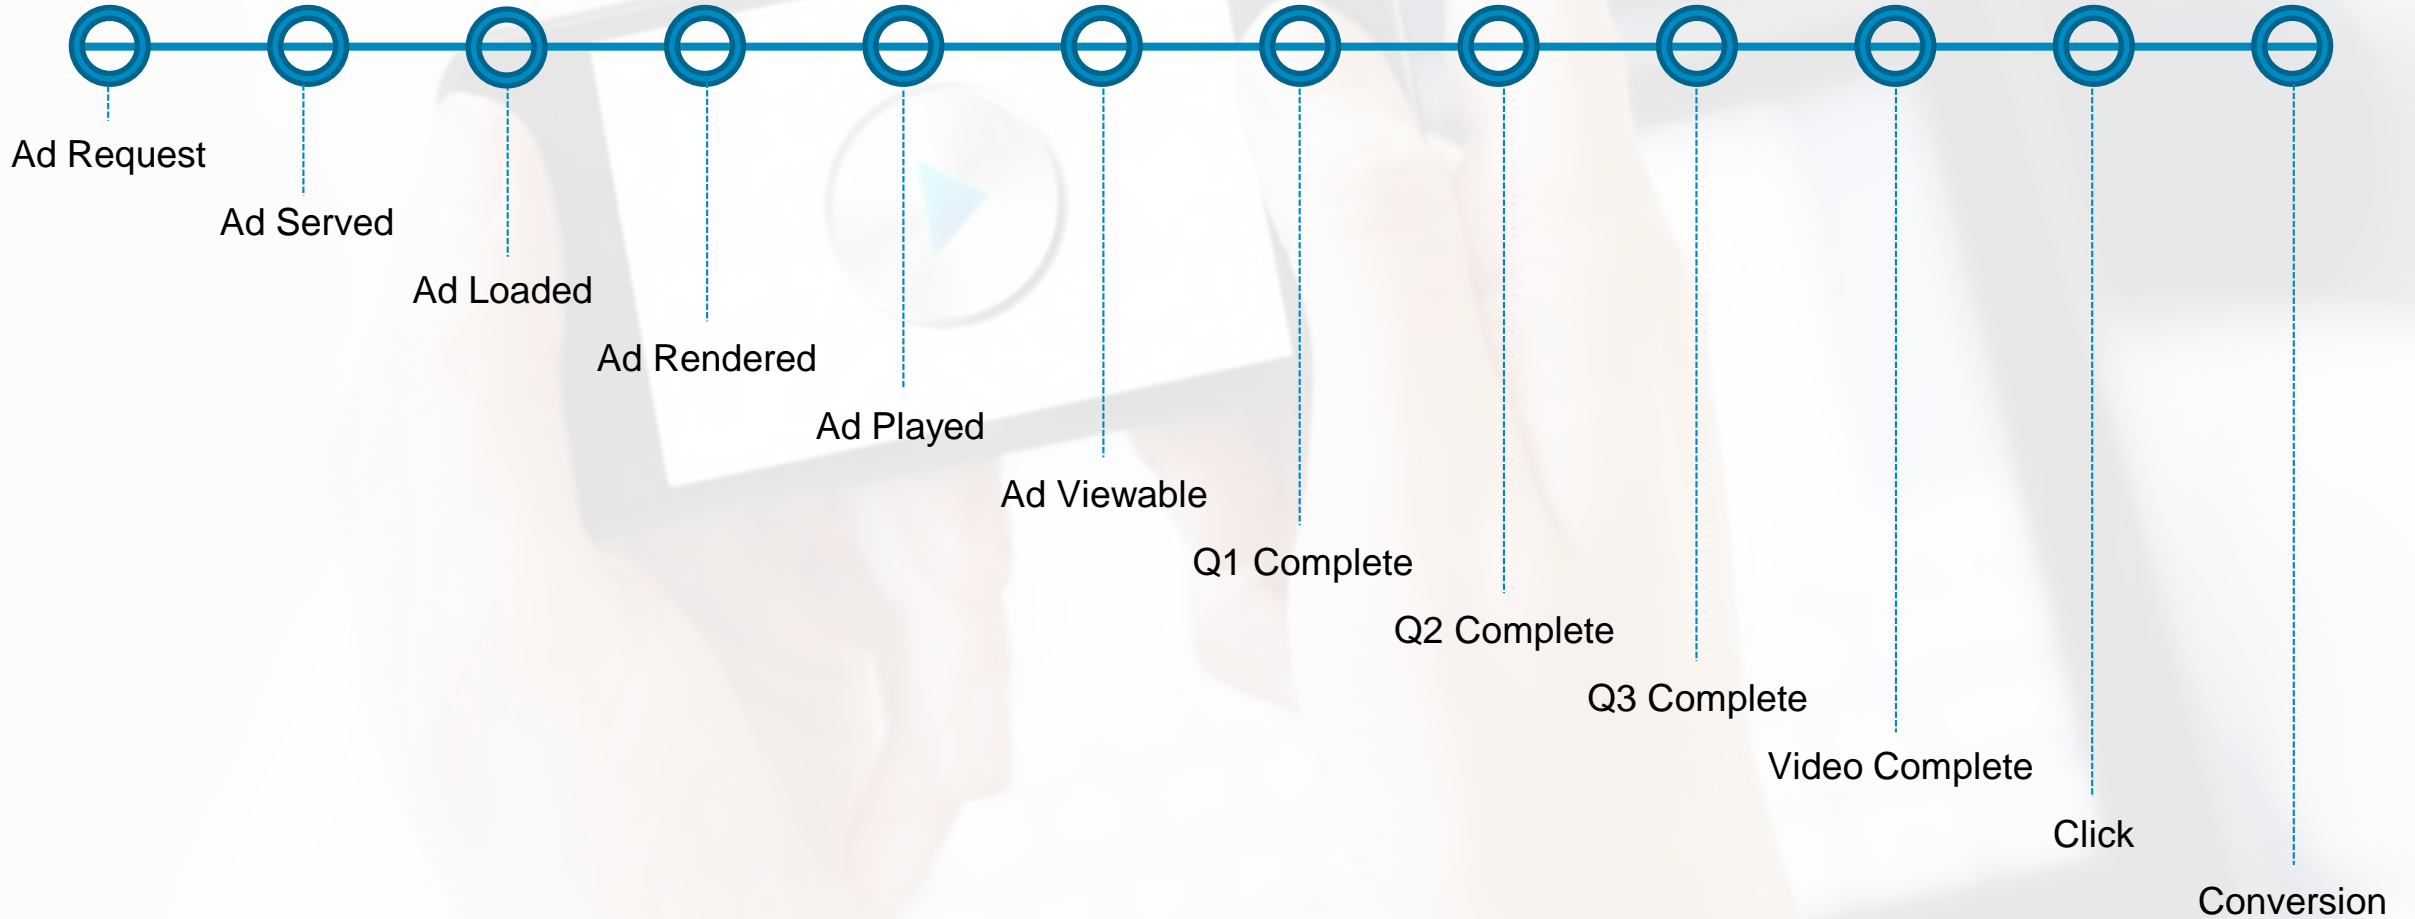 Ad Request
Ad Served
Ad Loaded
Ad Rendered
Ad Played
Ad Viewable
Q1 Complete
Q2 Complete
Q3 Complete
Video Complete
Click
Conversion